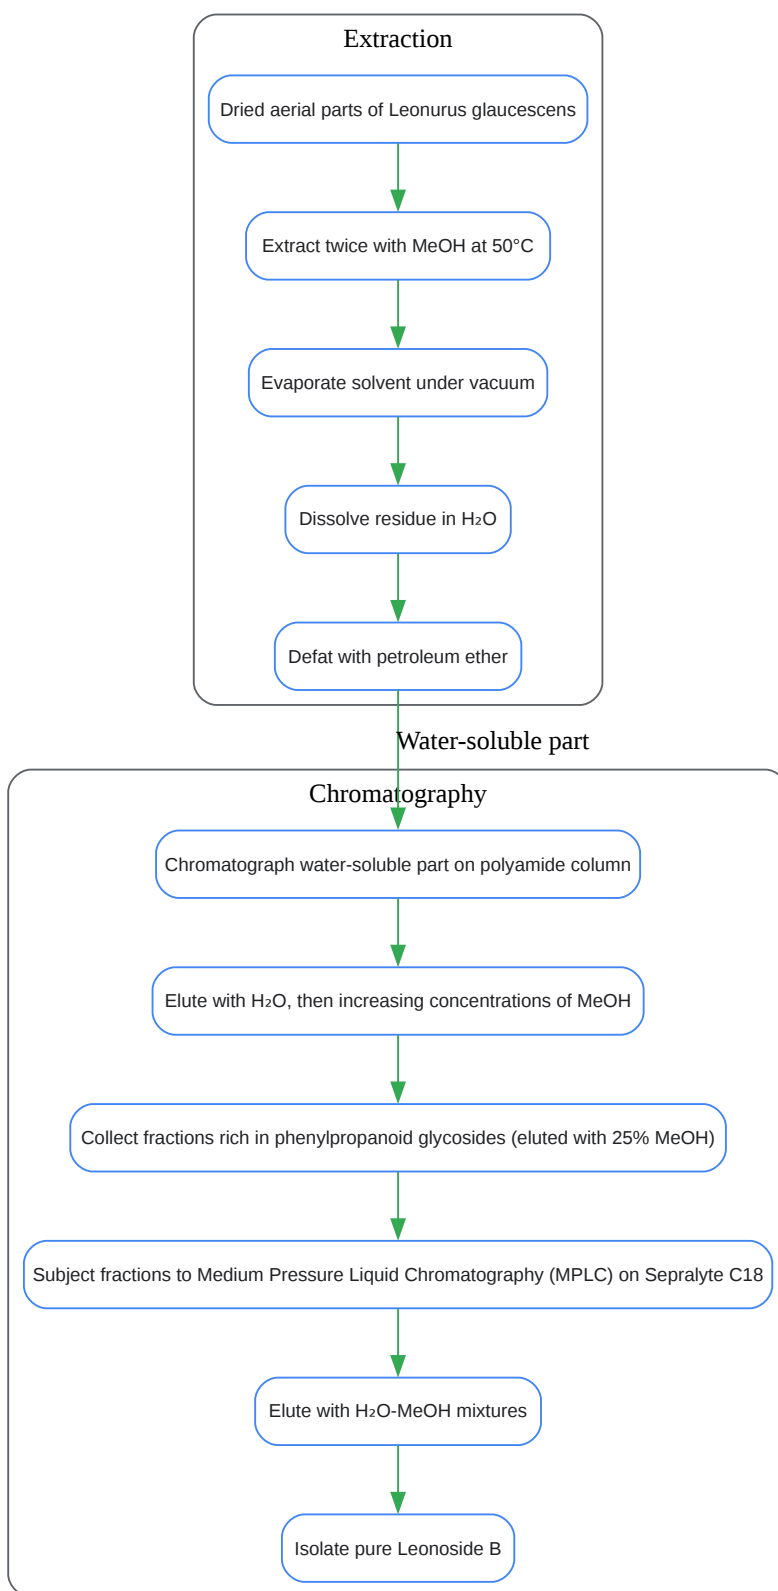 Extraction
Dried aerial parts of Leonurus glaucescens
Extract twice with MeOH at 50°C
Evaporate solvent under vacuum
Dissolve residue in H₂O
Defat with petroleum ether
Water-soluble part
Chromatography
Chromatograph water-soluble part on polyamide column
Elute with H₂O, then increasing concentrations of MeOH
Collect fractions rich in phenylpropanoid glycosides (eluted with 25% MeOH)
Subject fractions to Medium Pressure Liquid Chromatography (MPLC) on Sepralyte C18
Elute with H₂O-MeOH mixtures
Isolate pure Leonoside B